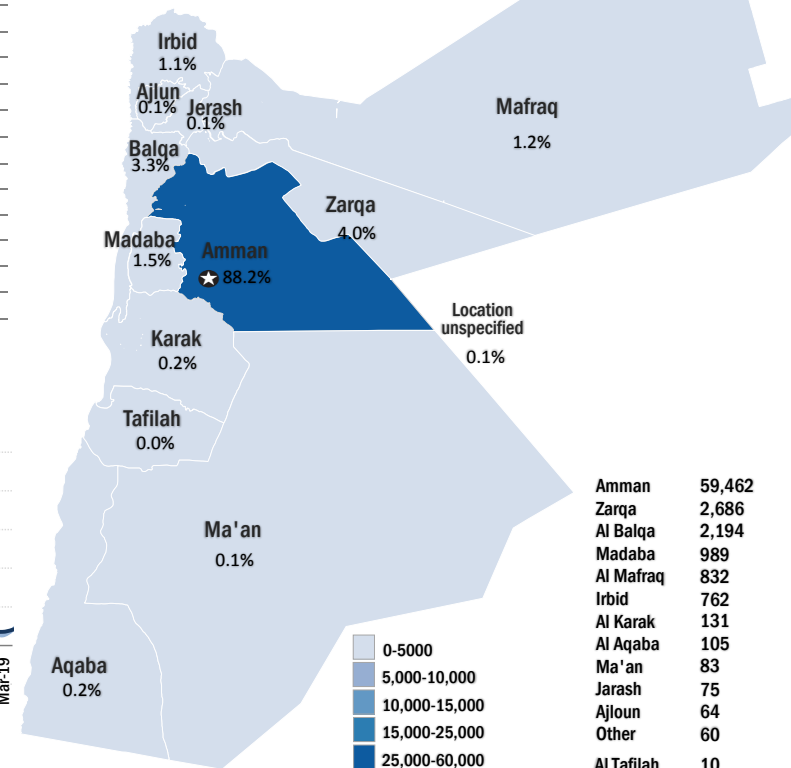 Irbid
1.1%
Ajlun
0.1%
Jerash
0.1%
Mafraq
1.2%
Balqa
3.3%
Zarqa
4.0%
Madaba
1.5%
Amman
88.2%
Location
unspecified
0.1%
Karak
0.2%
Tafilah
0.0%
Ma'an
0.1%
Aqaba
0.2%
Mar-19
0-5000
5,000-10,000
10,000-15,000
15,000-25,000
25,000-60,000
Amman 59,462
Zarqa 2,686
Al Balqa 2,194
Madaba 989
Al Mafraq 832
Irbid 762
Al Karak 131
Al Aqaba 105
Ma'an 83
Jarash 75
Ajloun 64
Other 60
Al Tafilah 10